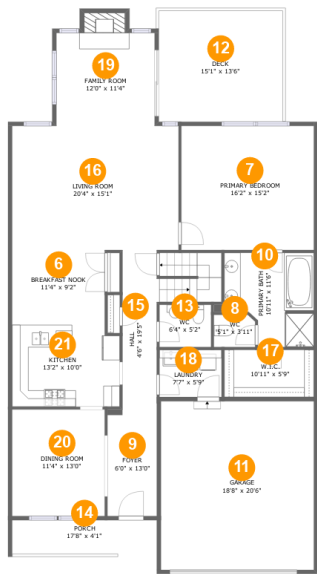 12
DECK
15'1" x 13'6"
19
FAMILY ROOM
12'0" x 11'4"
16
LIVING ROOM
20'4" x 15'1"
7
PRIMARY BEDROOM
16'2" x 15'2"
6
BREAKFAST NOOK
11'4" x 9'2"
10
PRIMARY BATH
10'11" x 11'6"
15
HALL
4'6" x 19'5"
13
WC
6'4" x 5'2"
8
WC
5'1" x 3'11"
21
KITCHEN
13'2" x 10'0"
18
LAUNDRY
7'7" x 5'9"
17
W.I.C.
10'11" x 5'9"
20
DINING ROOM
11'4" x 13'0"
9
FOYER
6'0" x 13'0"
11
GARAGE
18'8" x 20'6"
14
PORCH
17'8" x 4'1"